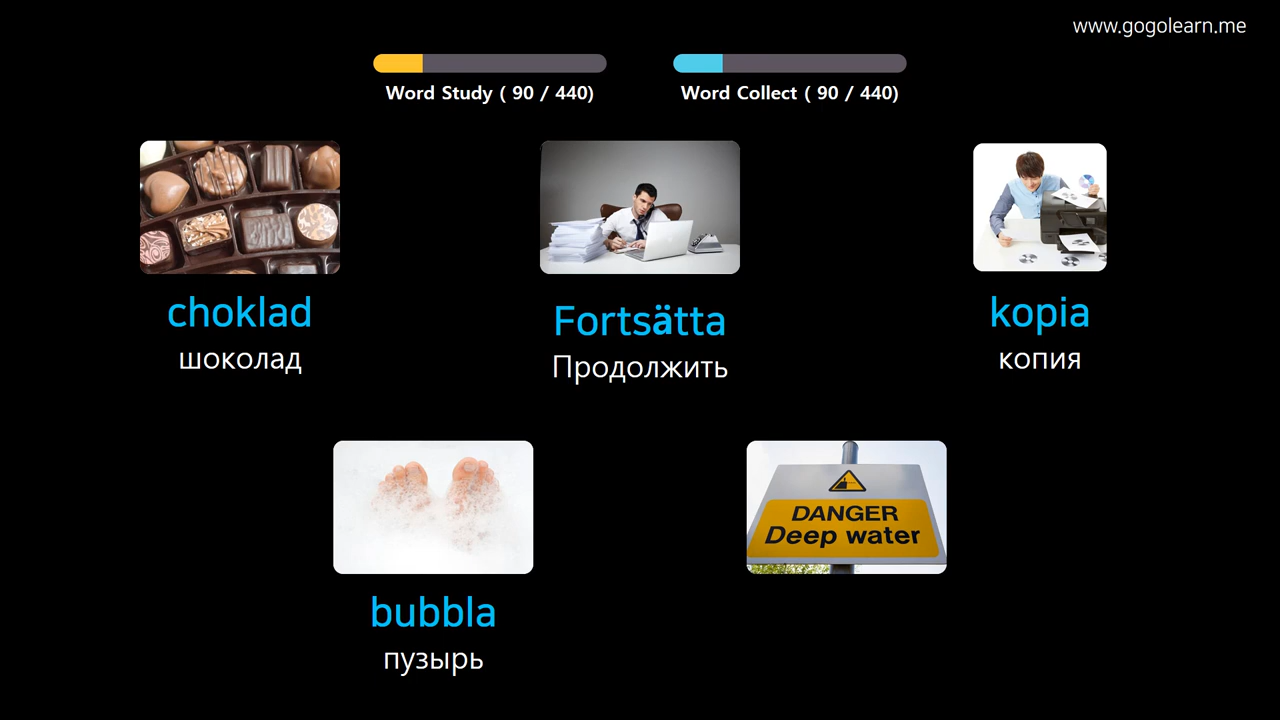 www.gogolearn.me
Word Study ( 90 / 440)
Word Collect ( 90 / 440)
choklad
шоколад
Fortsätta
Продолжить
kopia
копия
DANGER
Deep water
bubbla
пузырь